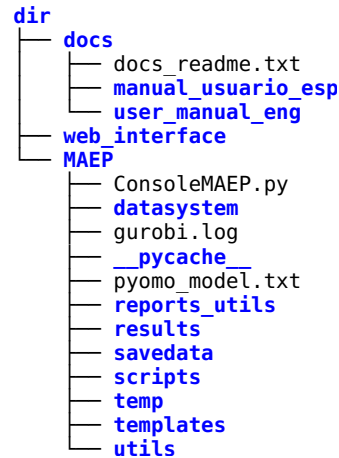 dir
docs
docs_readme.txt
manual_usuario_esp
user_manual_eng
web_interface
MAEP
ConsoleMAEP.py
datasystem
gurobi.log
__pycache__
pyomo_model.txt
reports_utils
results
savedata
scripts
temp
templates
utils